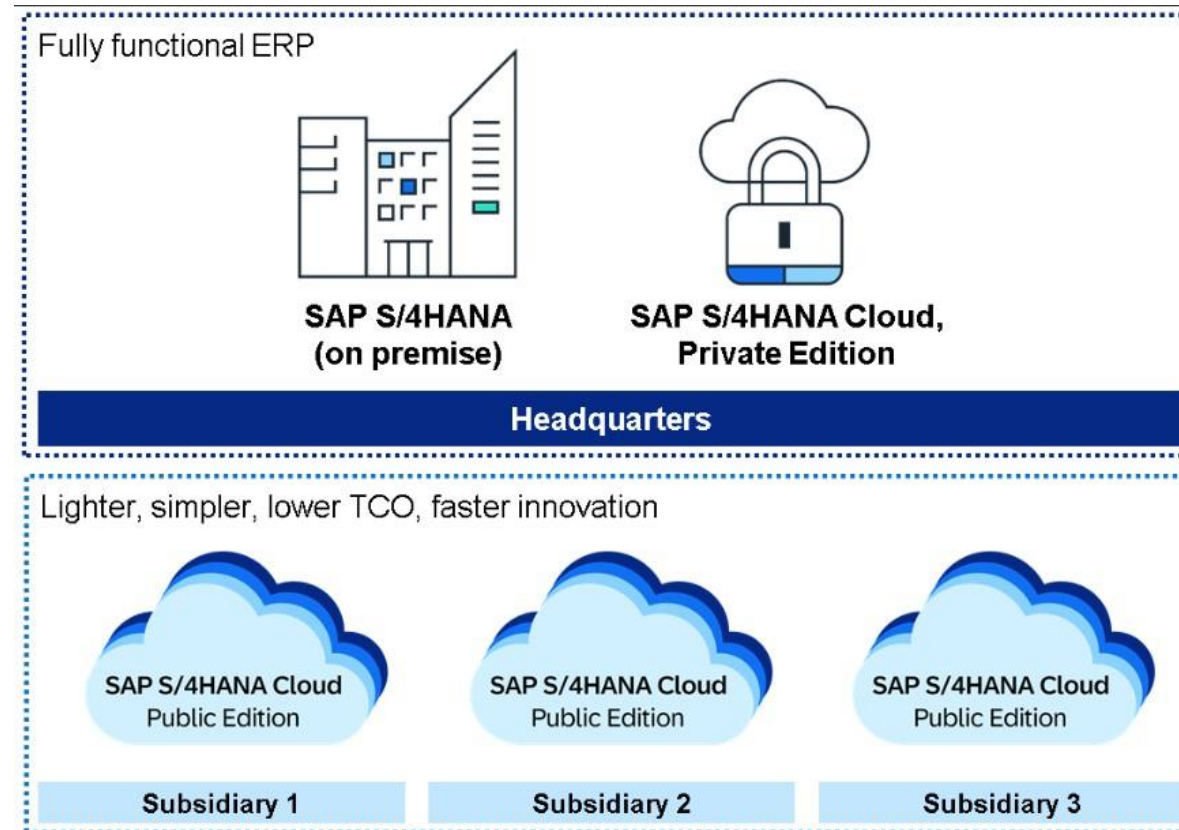 Fully functional ERP
SAP S/4HANA
(on premise)
SAP S/4HANA Cloud,
Private Edition
Headquarters
Lighter, simpler, lower TCO, faster innovation
SAP S/4HANA Cloud
Public Edition
SAP S/4HANA Cloud
Public Edition
SAP S/4HANA Cloud
Public Edition
Subsidiary 1
Subsidiary 2
Subsidiary 3